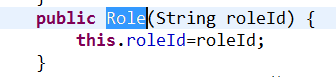 public Role(String roleId) {
this.roleId=roleId;
}